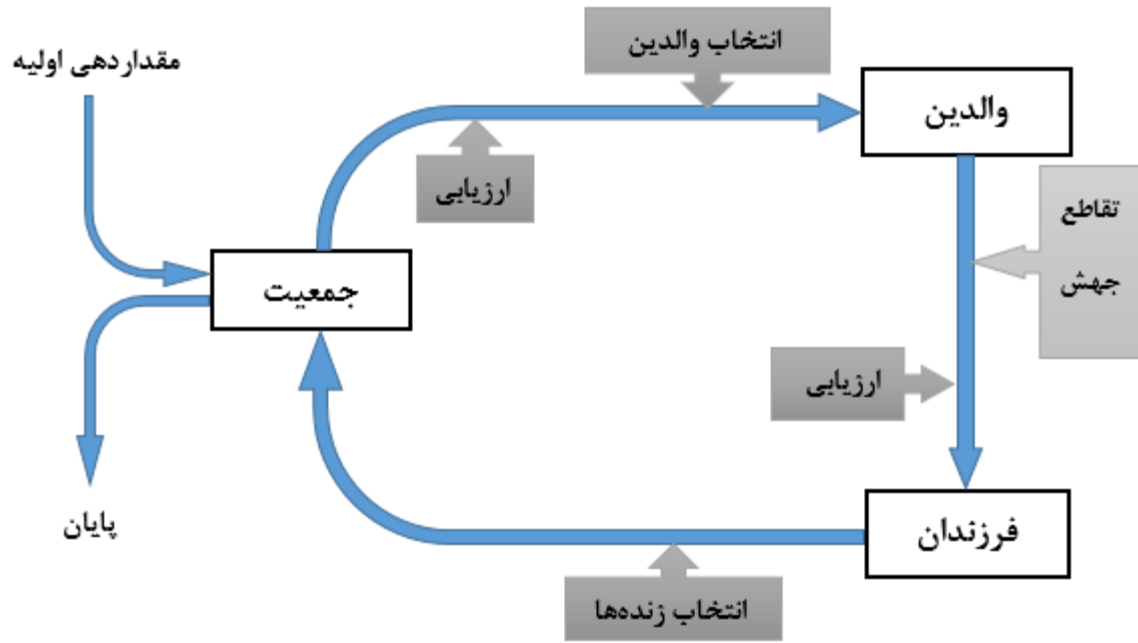 انتخاب والدین
مقداردهی اولیه
والدین
ارزیابی
تقاطع
جهش
جمعیت
ارزیابی
فرزندان
پایان
انتخاب زنده‌ها